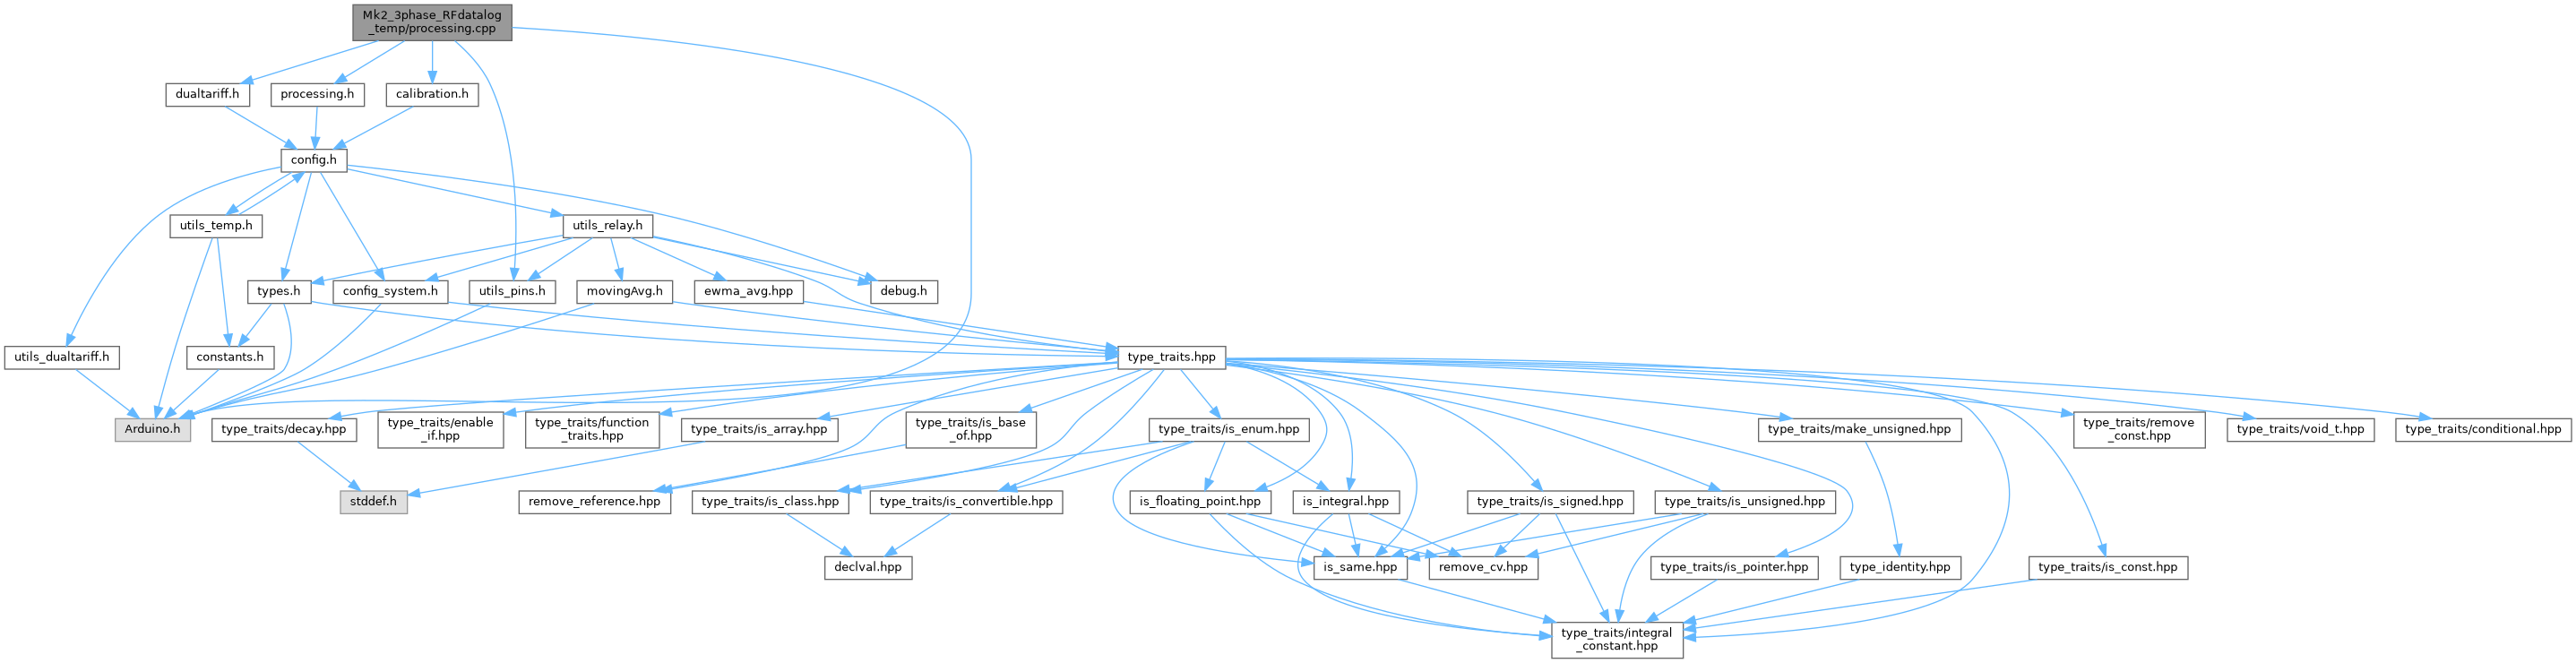 Mk2_3phase_RFdatalog
_temp/processing.cpp
dualtariff.h
processing.h
calibration.h
config.h
utils_temp.h
utils_relay.h
types.h
config_system.h
utils_pins.h
movingAvg.h
ewma_avg.hpp
debug.h
utils_dualtariff.h
constants.h
type_traits.hpp
Arduino.h
type_traits/decay.hpp
type_traits/enable
_if.hpp
type_traits/function
_traits.hpp
type_traits/is_array.hpp
type_traits/is_base
_of.hpp
type_traits/is_enum.hpp
type_traits/make_unsigned.hpp
type_traits/remove
_const.hpp
type_traits/void_t.hpp
type_traits/conditional.hpp
stddef.h
remove_reference.hpp
type_traits/is_class.hpp
type_traits/is_convertible.hpp
is_floating_point.hpp
is_integral.hpp
type_traits/is_signed.hpp
type_traits/is_unsigned.hpp
declval.hpp
is_same.hpp
remove_cv.hpp
type_traits/is_pointer.hpp
type_identity.hpp
type_traits/is_const.hpp
type_traits/integral
_constant.hpp